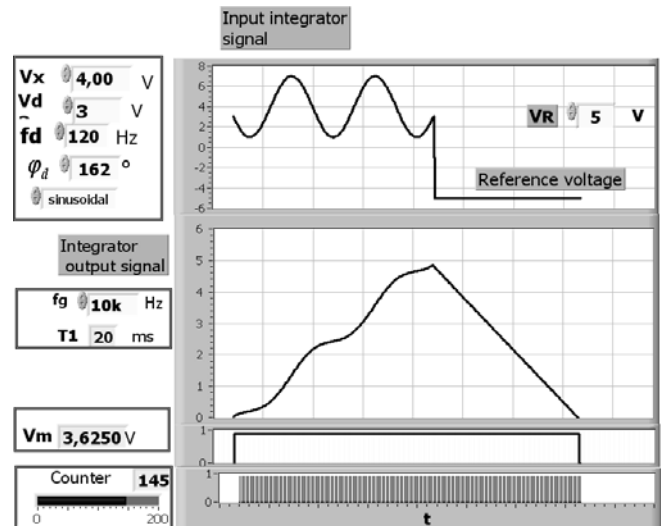 Input integrator
signal
Vx 4,00 V
Vd 3 V
fd 120 Hz
φd 162 °
sinusoidal
8
6
4
2
0
-2
-4
-6
VR 5 V
Reference voltage
Integrator
output signal
fg 10k Hz
T1 20 ms
6
5
4
3
2
1
0
Vm 3,6250 V
1
0
Counter 145
0 200
1
0
t